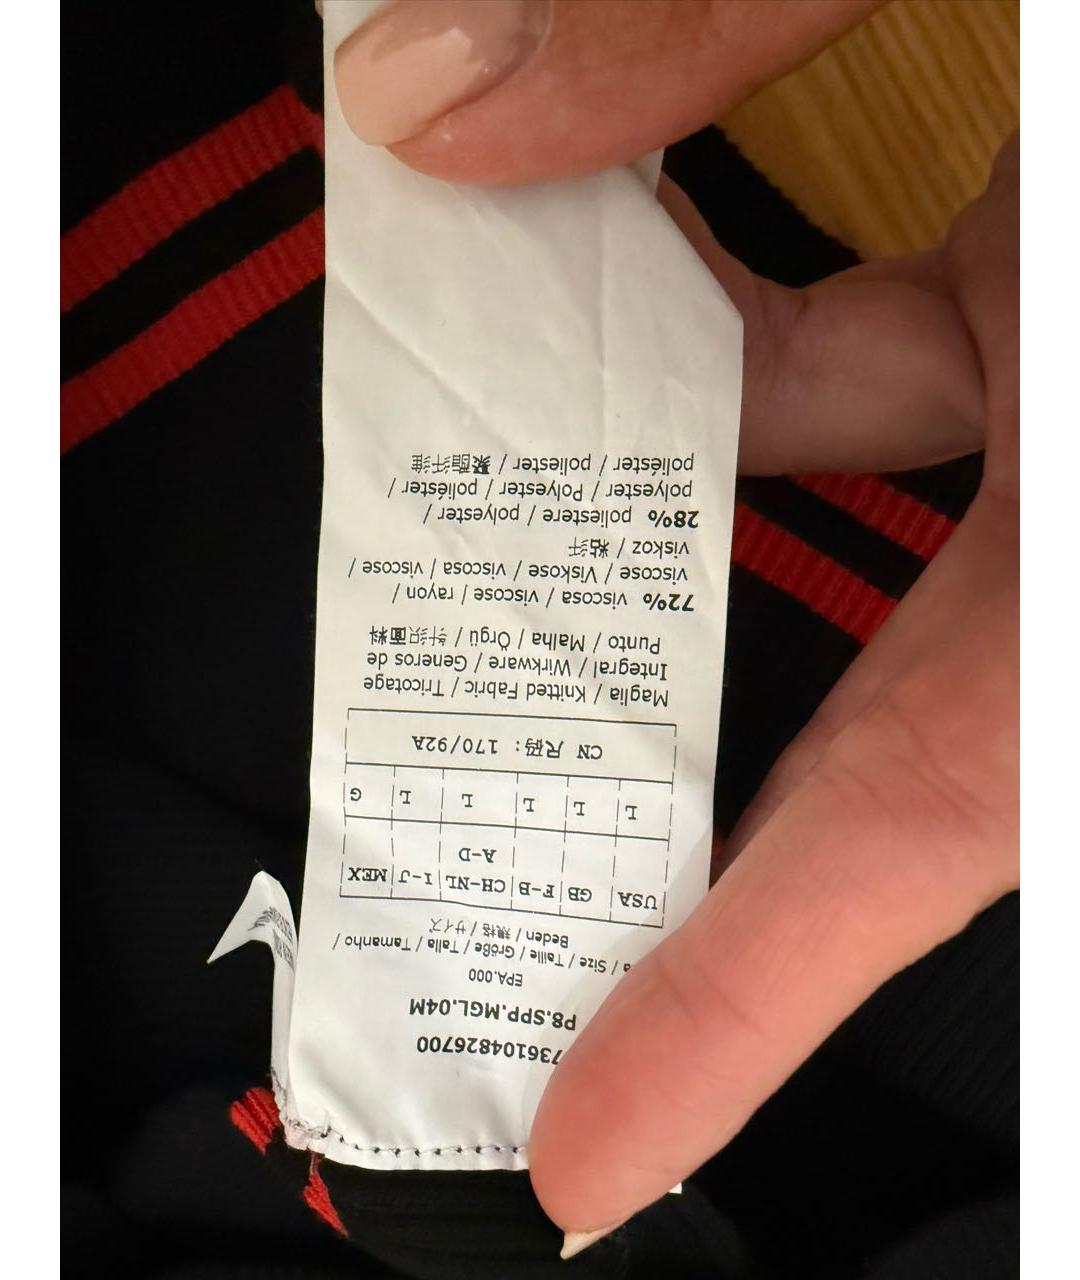 736104826700
P8.SPP.MGL.04M
EPA.000
/ Size / Taille / Größe / Talla / Tamanho /
Beden / 規格 / サイズ
USA GB F-B CH-NL I-J MEX
A-D
L L L L L G
CN 尺码: 170/92A
Maglia / Knitted Fabric / Tricotage
Integral / Wirkware / Generos de
Punto / Malha / Örgü / 针织面料
72% viscosa / viscose / rayon /
viscose / Viskose / viscosa / viscose /
viskoz / 粘纤
28% poliestere / polyester /
polyester / Polyester / poliéster /
poliéster / poliester / 聚酯纤维